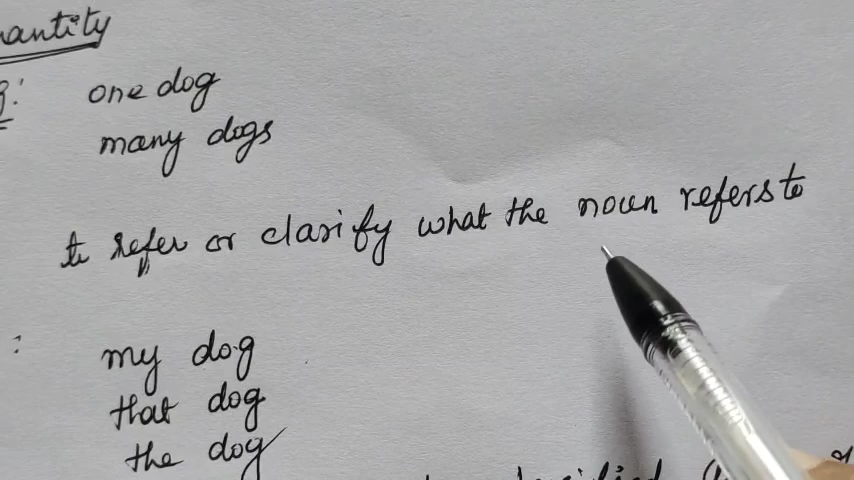 one dog
many dogs
to refer or clarify what the noun refers to
:
my dog
that dog
the dog